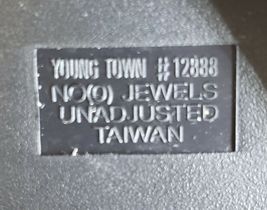 YOUNG TOWN #12888
NO(0) JEWELS
UNADJUSTED
TAIWAN